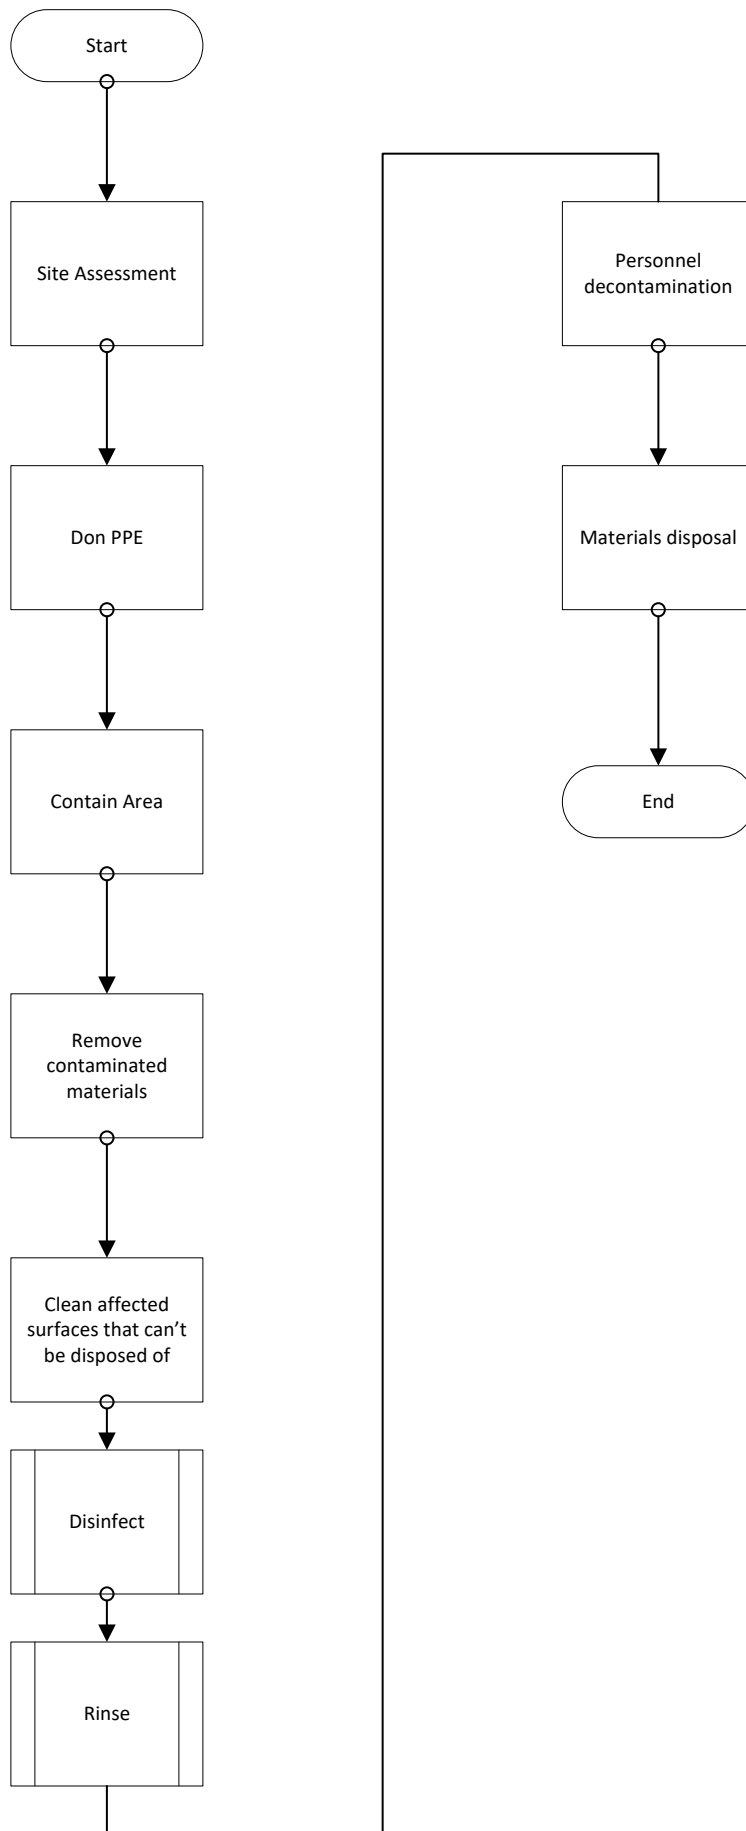 Start
Site Assessment
Don PPE
Contain Area
Remove
contaminated
materials
Clean affected
surfaces that can’t
be disposed of
Disinfect
Rinse
Personnel
decontamination
Materials disposal
End